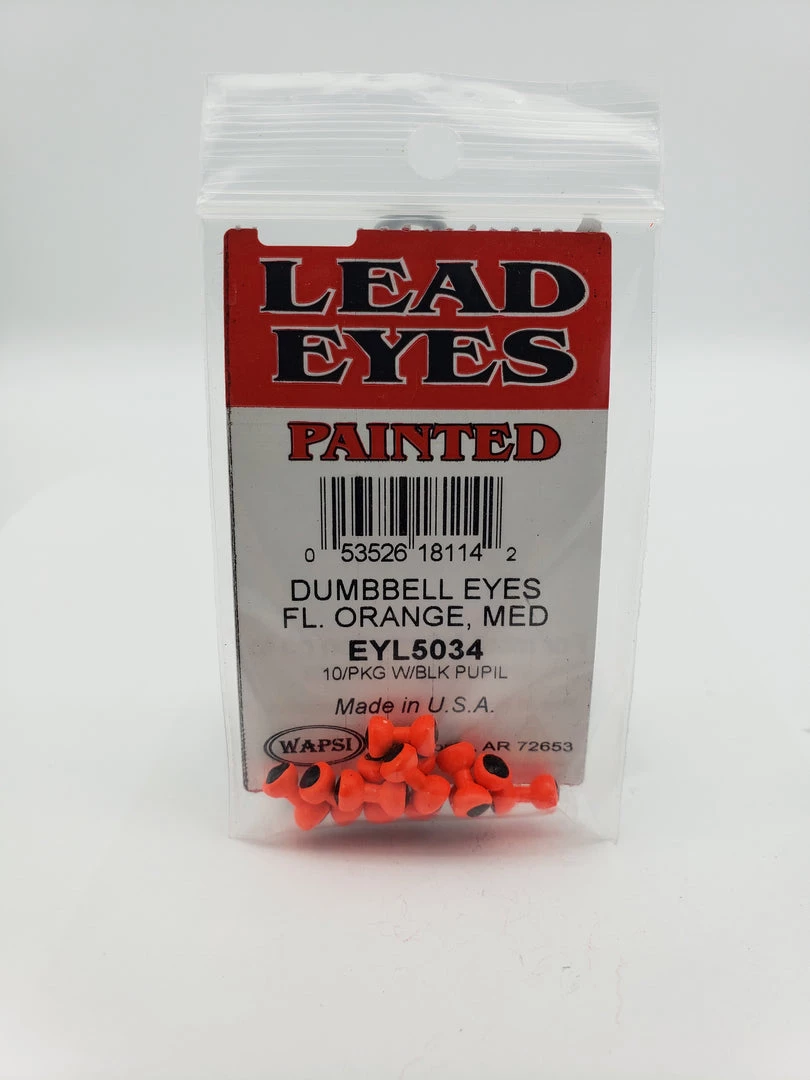 LEAD
EYES
PAINTED
0 53526 18114 2
DUMBBELL EYES
FL. ORANGE, MED
EYL5034
10/PKG W/BLK PUPIL
Made in U.S.A.
WAPSI AR 72653